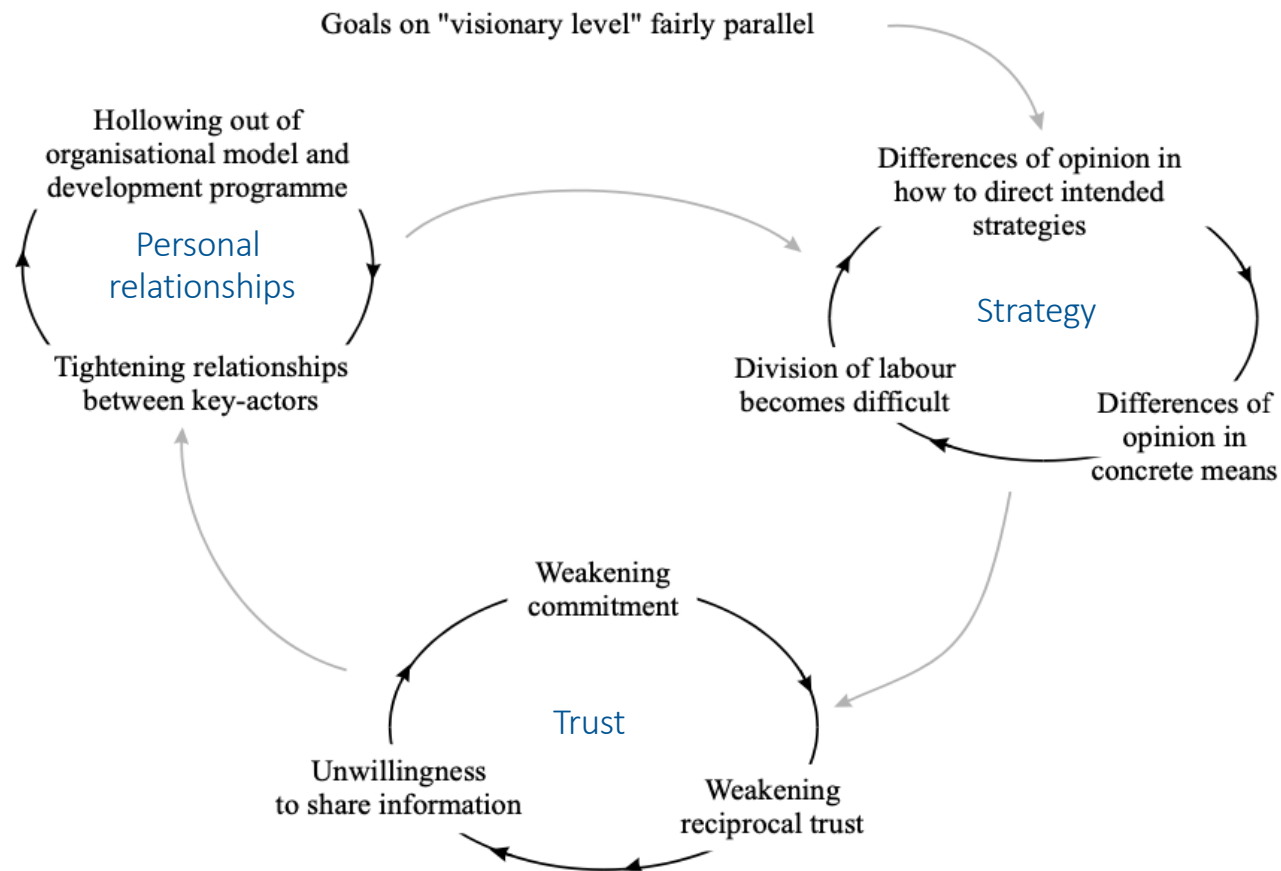 Goals on "visionary level" fairly parallel
Hollowing out of
organisational model and
development programme
Personal
relationships
Tightening relationships
between key-actors
Differences of opinion in
how to direct intended
strategies
Strategy
Division of labour
becomes difficult
Differences of
opinion in
concrete means
Weakening
commitment
Trust
Unwillingness
to share information
Weakening
reciprocal trust